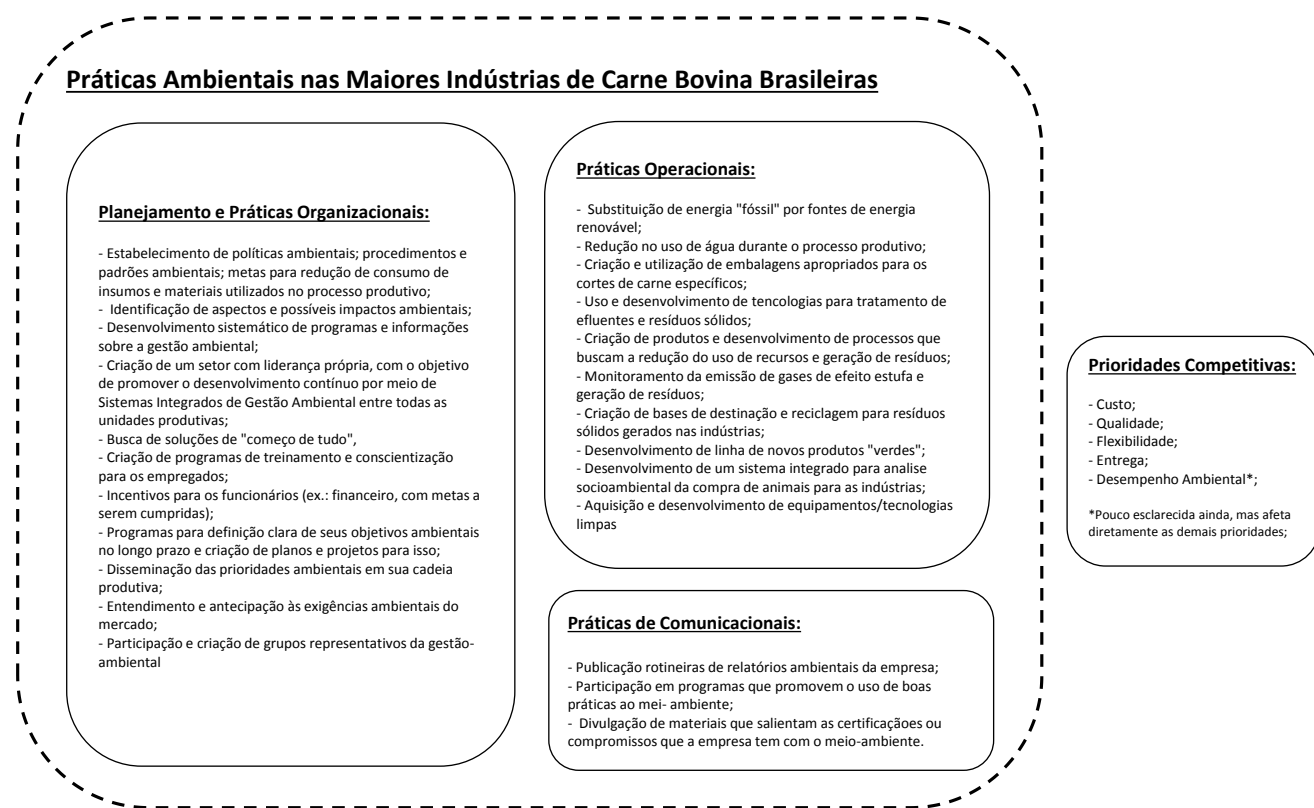 Práticas Ambientais nas Maiores Indústrias de Carne Bovina Brasileiras
Planejamento e Práticas Organizacionais:
- Estabelecimento de políticas ambientais; procedimentos e
padrões ambientais; metas para redução de consumo de
insumos e materiais utilizados no processo produtivo;
- Identificação de aspectos e possíveis impactos ambientais;
- Desenvolvimento sistemático de programas e informações
sobre a gestão ambiental;
- Criação de um setor com liderança própria, com o objetivo
de promover o desenvolvimento contínuo por meio de
Sistemas Integrados de Gestão Ambiental entre todas as
unidades produtivas;
- Busca de soluções de "começo de tudo",
- Criação de programas de treinamento e conscientização
para os empregados;
- Incentivos para os funcionários (ex.: financeiro, com metas a
serem cumpridas);
- Programas para definição clara de seus objetivos ambientais
no longo prazo e criação de planos e projetos para isso;
- Disseminação das prioridades ambientais em sua cadeia
produtiva;
- Entendimento e antecipação às exigências ambientais do
mercado;
- Participação e criação de grupos representativos da gestão-
ambiental
Práticas Operacionais:
- Substituição de energia "fóssil" por fontes de energia
renovável;
- Redução no uso de água durante o processo produtivo;
- Criação e utilização de embalagens apropriados para os
cortes de carne específicos;
- Uso e desenvolvimento de tencologias para tratamento de
efluentes e resíduos sólidos;
- Criação de produtos e desenvolvimento de processos que
buscam a redução do uso de recursos e geração de resíduos;
- Monitoramento da emissão de gases de efeito estufa e
geração de resíduos;
- Criação de bases de destinação e reciclagem para resíduos
sólidos gerados nas indústrias;
- Desenvolvimento de linha de novos produtos "verdes";
- Desenvolvimento de um sistema integrado para analise
socioambiental da compra de animais para as indústrias;
- Aquisição e desenvolvimento de equipamentos/tecnologias
limpas
Práticas de Comunicacionais:
- Publicação rotineiras de relatórios ambientais da empresa;
- Participação em programas que promovem o uso de boas
práticas ao mei- ambiente;
- Divulgação de materiais que salientam as certificaçãoes ou
compromissos que a empresa tem com o meio-ambiente.
Prioridades Competitivas:
- Custo;
- Qualidade;
- Flexibilidade;
- Entrega;
- Desempenho Ambiental*;
*Pouco esclarecida ainda, mas afeta
diretamente as demais prioridades;